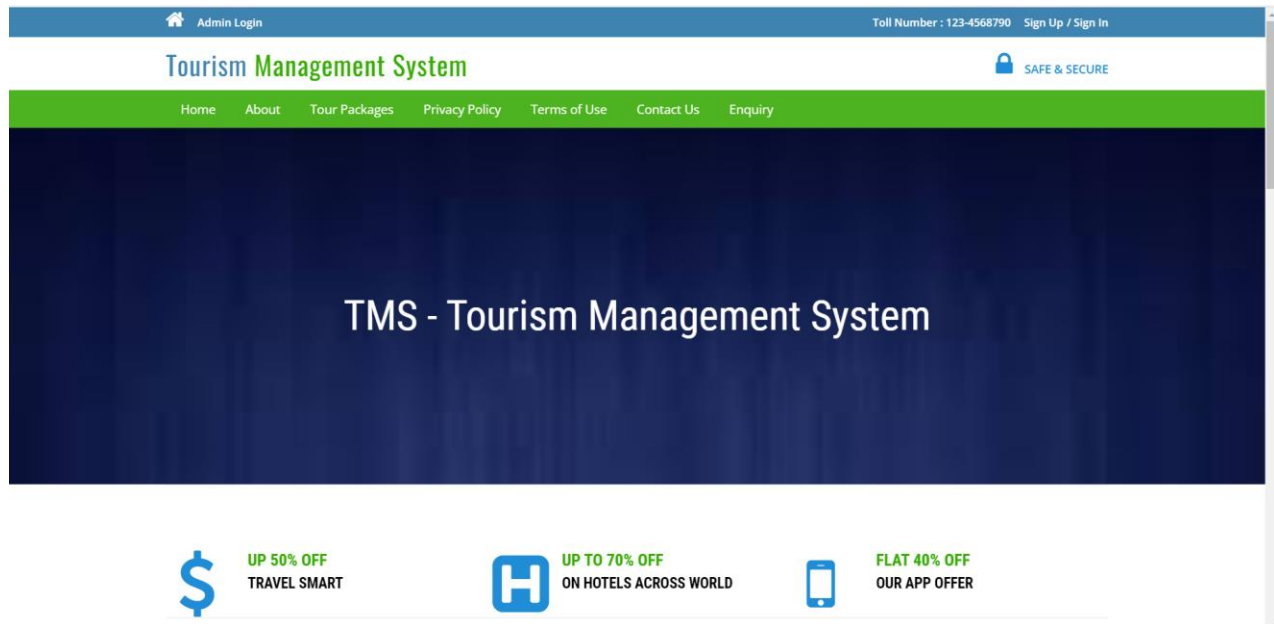 Admin Login
Toll Number : 123-4568790 Sign Up / Sign In
Tourism Management System
SAFE & SECURE
Home About Tour Packages Privacy Policy Terms of Use Contact Us Enquiry
TMS - Tourism Management System
UP 50% OFF
TRAVEL SMART
H
UP TO 70% OFF
ON HOTELS ACROSS WORLD
FLAT 40% OFF
OUR APP OFFER